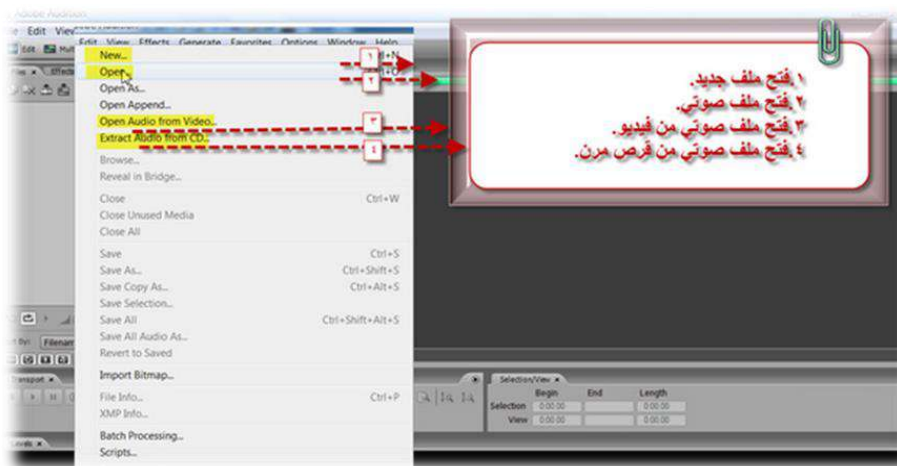 Adobe Audition
Edit View
Edit View Effects Generate Favorites Options Window Help
Edit
New...
Open...
Open As...
Open Append...
Open Audio from Video...
Extract Audio from CD...
Browse...
Reveal in Bridge...
Close Ctrl+W
Close Unused Media
Close All
Save Ctrl+S
Save As... Ctrl+Shift+S
Save Copy As... Ctrl+Alt+S
Save Selection...
Save All Ctrl+Shift+Alt+S
Save All Audio As...
Revert to Saved
Import Bitmap...
File Info... Ctrl+P
XMP Info...
Batch Processing...
Scripts...
١
٢
٣
٤
١.فتح ملف جديد.
٢.فتح ملف صوتي.
٣.فتح ملف صوتي من فيديو.
٤.فتح ملف صوتي من قرص مرن.
Selection/View
Begin End Length
Selection 0:00.00 0:00.00
View 0:00.00 0:00.00